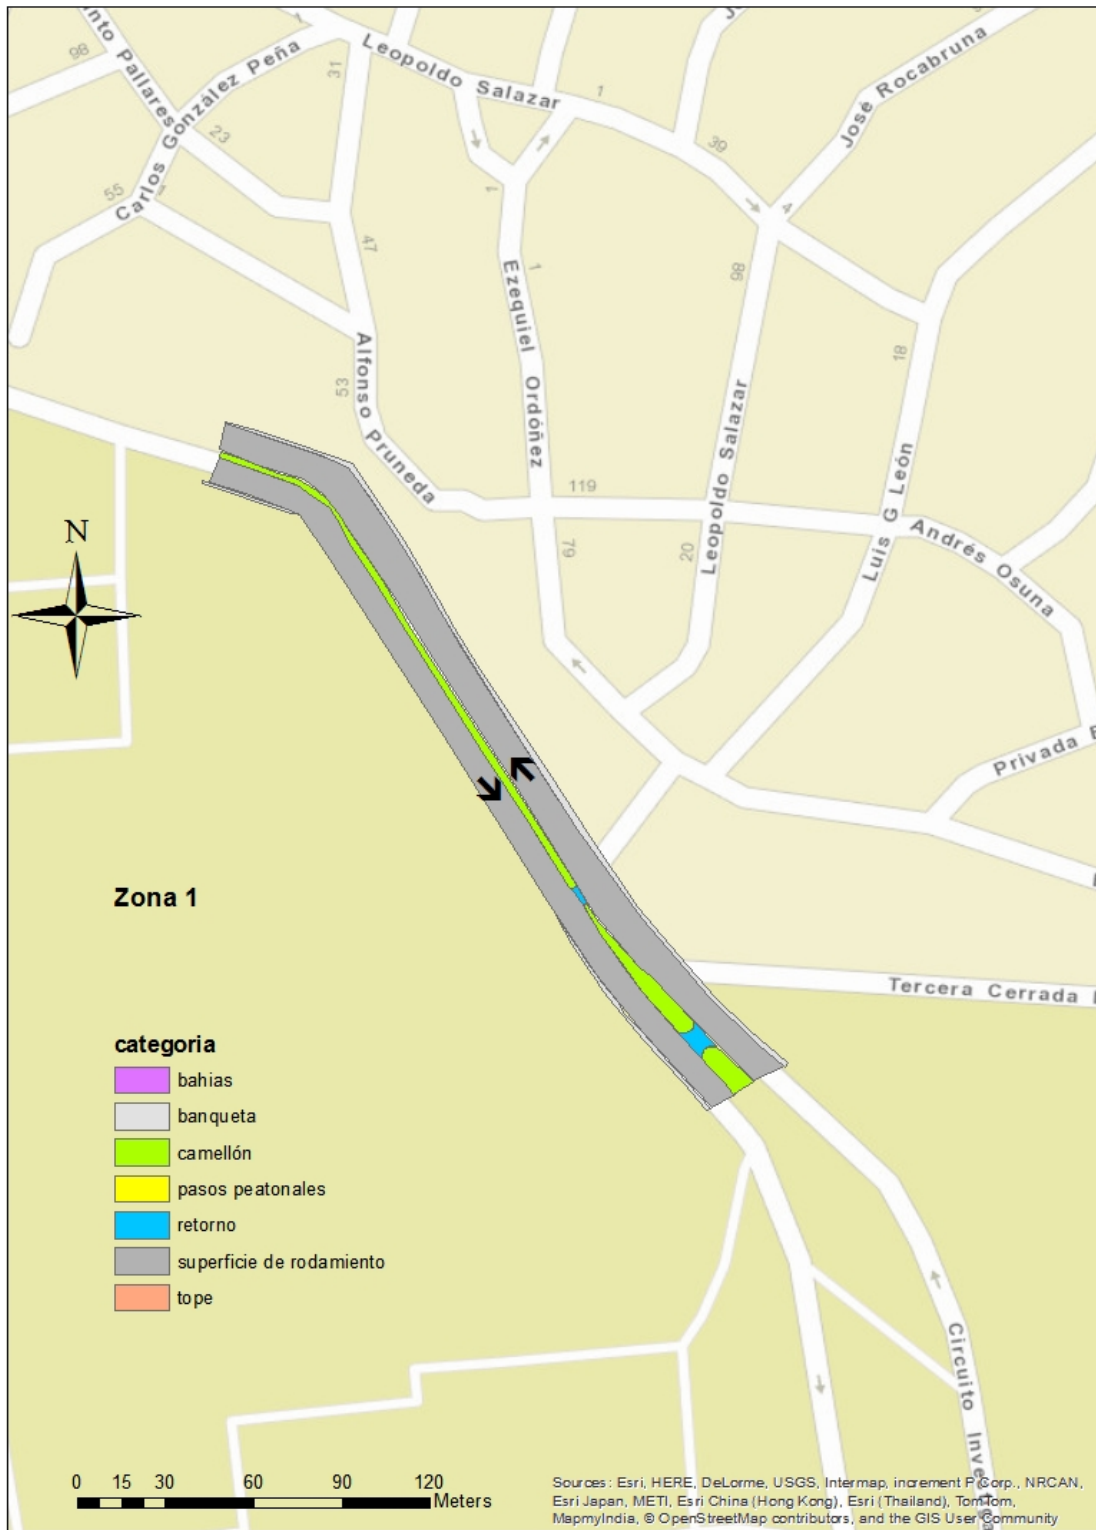 into Pallares
98
Carlos González Peña
31
Leopoldo Salazar
1
José Rocabruna
23
39
55
1
4
47
Ezequiel Ordóñez
1
98
Alfonso Pruneda
53
18
Leopoldo Salazar
Luis G León
119
Andrés Osuna
N
79
20
Privada
Zona 1
Tercera Cerrada
categoria
bahias
banqueta
camellón
pasos peatonales
retorno
superficie de rodamiento
tope
Circuito
0 15 30 60 90 120
Meters
Sources: Esri, HERE, DeLorme, USGS, Intermap, increment P Corp., NRCAN,
Esri Japan, METI, Esri China (Hong Kong), Esri (Thailand), TomTom,
MapmyIndia, © OpenStreetMap contributors, and the GIS User Community